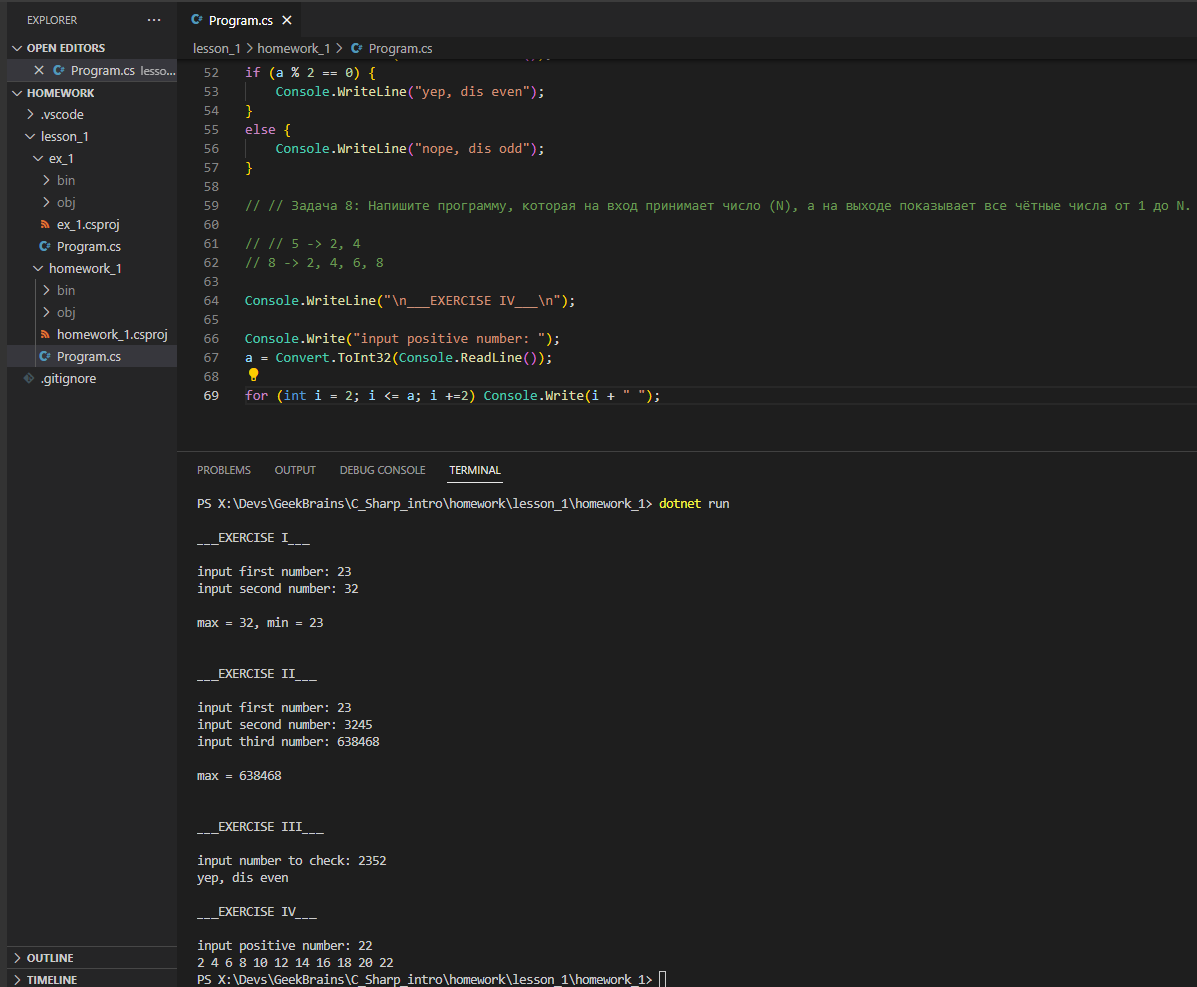 EXPLORER
OPEN EDITORS
Program.cs lesso...
HOMEWORK
.vscode
lesson_1
ex_1
bin
obj
ex_1.csproj
Program.cs
homework_1
bin
obj
homework_1.csproj
Program.cs
.gitignore
OUTLINE
TIMELINE
Program.cs
lesson_1 > homework_1 > Program.cs
52 if (a % 2 == 0) {
53     Console.WriteLine("yep, dis even");
54 }
55 else {
56     Console.WriteLine("nope, dis odd");
57 }
58
59 // // Задача 8: Напишите программу, которая на вход принимает число (N), а на выходе показывает все чётные числа от 1 до N.
60
61 // // 5 -> 2, 4
62 // 8 -> 2, 4, 6, 8
63
64 Console.WriteLine("\n___EXERCISE IV___\n");
65
66 Console.Write("input positive number: ");
67 a = Convert.ToInt32(Console.ReadLine());
68
69 for (int i = 2; i <= a; i +=2) Console.Write(i + " ");
PROBLEMS OUTPUT DEBUG CONSOLE TERMINAL
PS X:\Devs\GeekBrains\C_Sharp_intro\homework\lesson_1\homework_1> dotnet run
___EXERCISE I___
input first number: 23
input second number: 32
max = 32, min = 23
___EXERCISE II___
input first number: 23
input second number: 3245
input third number: 638468
max = 638468
___EXERCISE III___
input number to check: 2352
yep, dis even
___EXERCISE IV___
input positive number: 22
2 4 6 8 10 12 14 16 18 20 22
PS X:\Devs\GeekBrains\C_Sharp_intro\homework\lesson_1\homework_1>